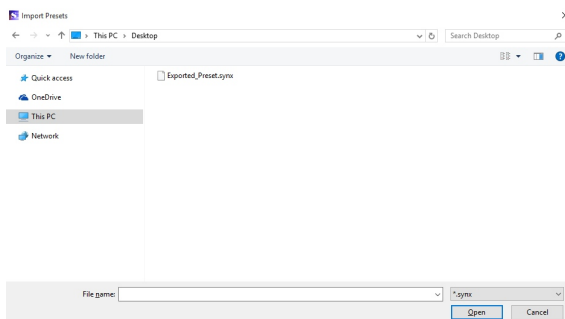 Import Presets
This PC > Desktop
Search Desktop
Organize
New folder
Quick access
Exported_Preset.synx
OneDrive
This PC
Network
File name:
*.synx
Open
Cancel